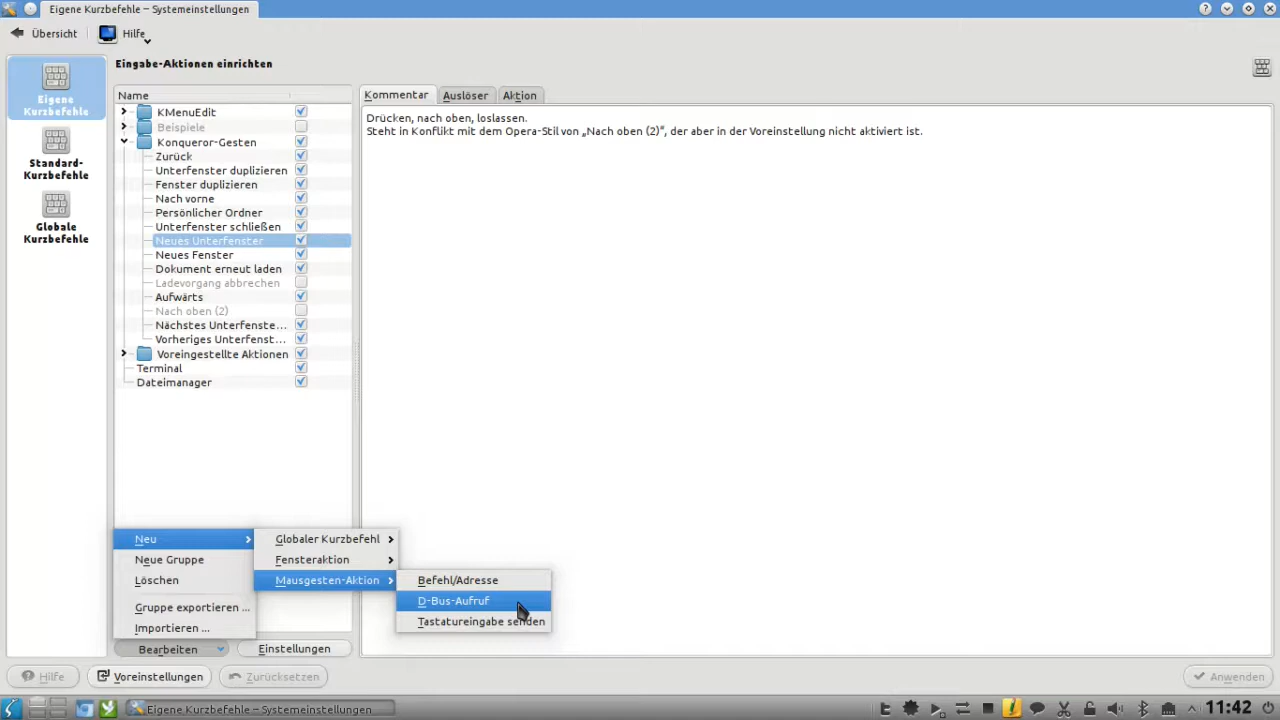 Eigene Kurzbefehle – Systemeinstellungen
Übersicht
Hilfe
Eigene
Kurzbefehle
Standard-
Kurzbefehle
Globale
Kurzbefehle
Eingabe-Aktionen einrichten
Name
KMenuEdit
Beispiele
Konqueror-Gesten
Zurück
Unterfenster duplizieren
Fenster duplizieren
Nach vorne
Persönlicher Ordner
Unterfenster schließen
Neues Unterfenster
Neues Fenster
Dokument erneut laden
Ladevorgang abbrechen
Aufwärts
Nach oben (2)
Nächstes Unterfenste...
Vorheriges Unterfenst...
Voreingestellte Aktionen
Terminal
Dateimanager
Kommentar Auslöser Aktion
Drücken, nach oben, loslassen.
Steht in Konflikt mit dem Opera-Stil von „Nach oben (2)“, der aber in der Voreinstellung nicht aktiviert ist.
Neu
Neue Gruppe
Löschen
Gruppe exportieren ...
Importieren ...
Globaler Kurzbefehl
Fensteraktion
Mausgesten-Aktion
Befehl/Adresse
D-Bus-Aufruf
Tastatureingabe senden
Bearbeiten
Einstellungen
Hilfe
Voreinstellungen
Zurücksetzen
Anwenden
Eigene Kurzbefehle – Systemeinstellungen
11:42